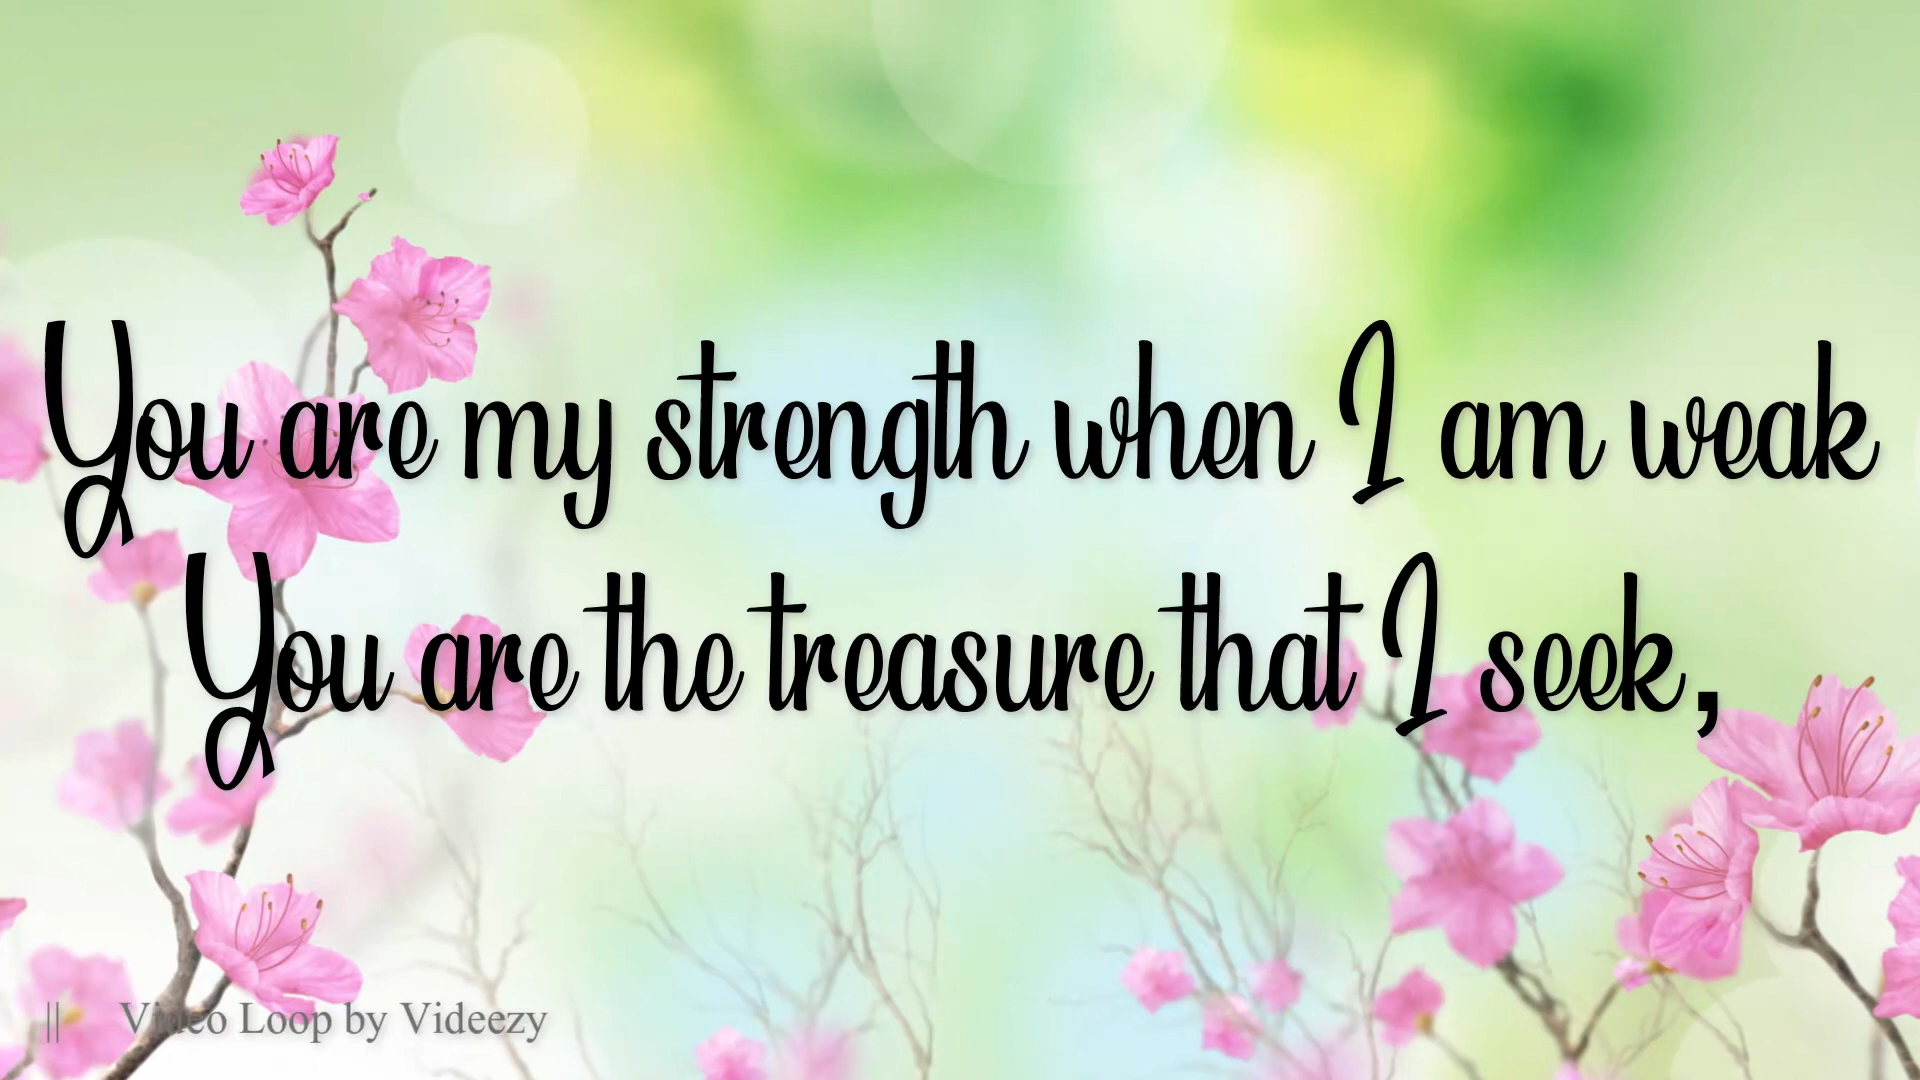 You are my strength when I am weak
You are the treasure that I seek,
|| Video Loop by Videezy